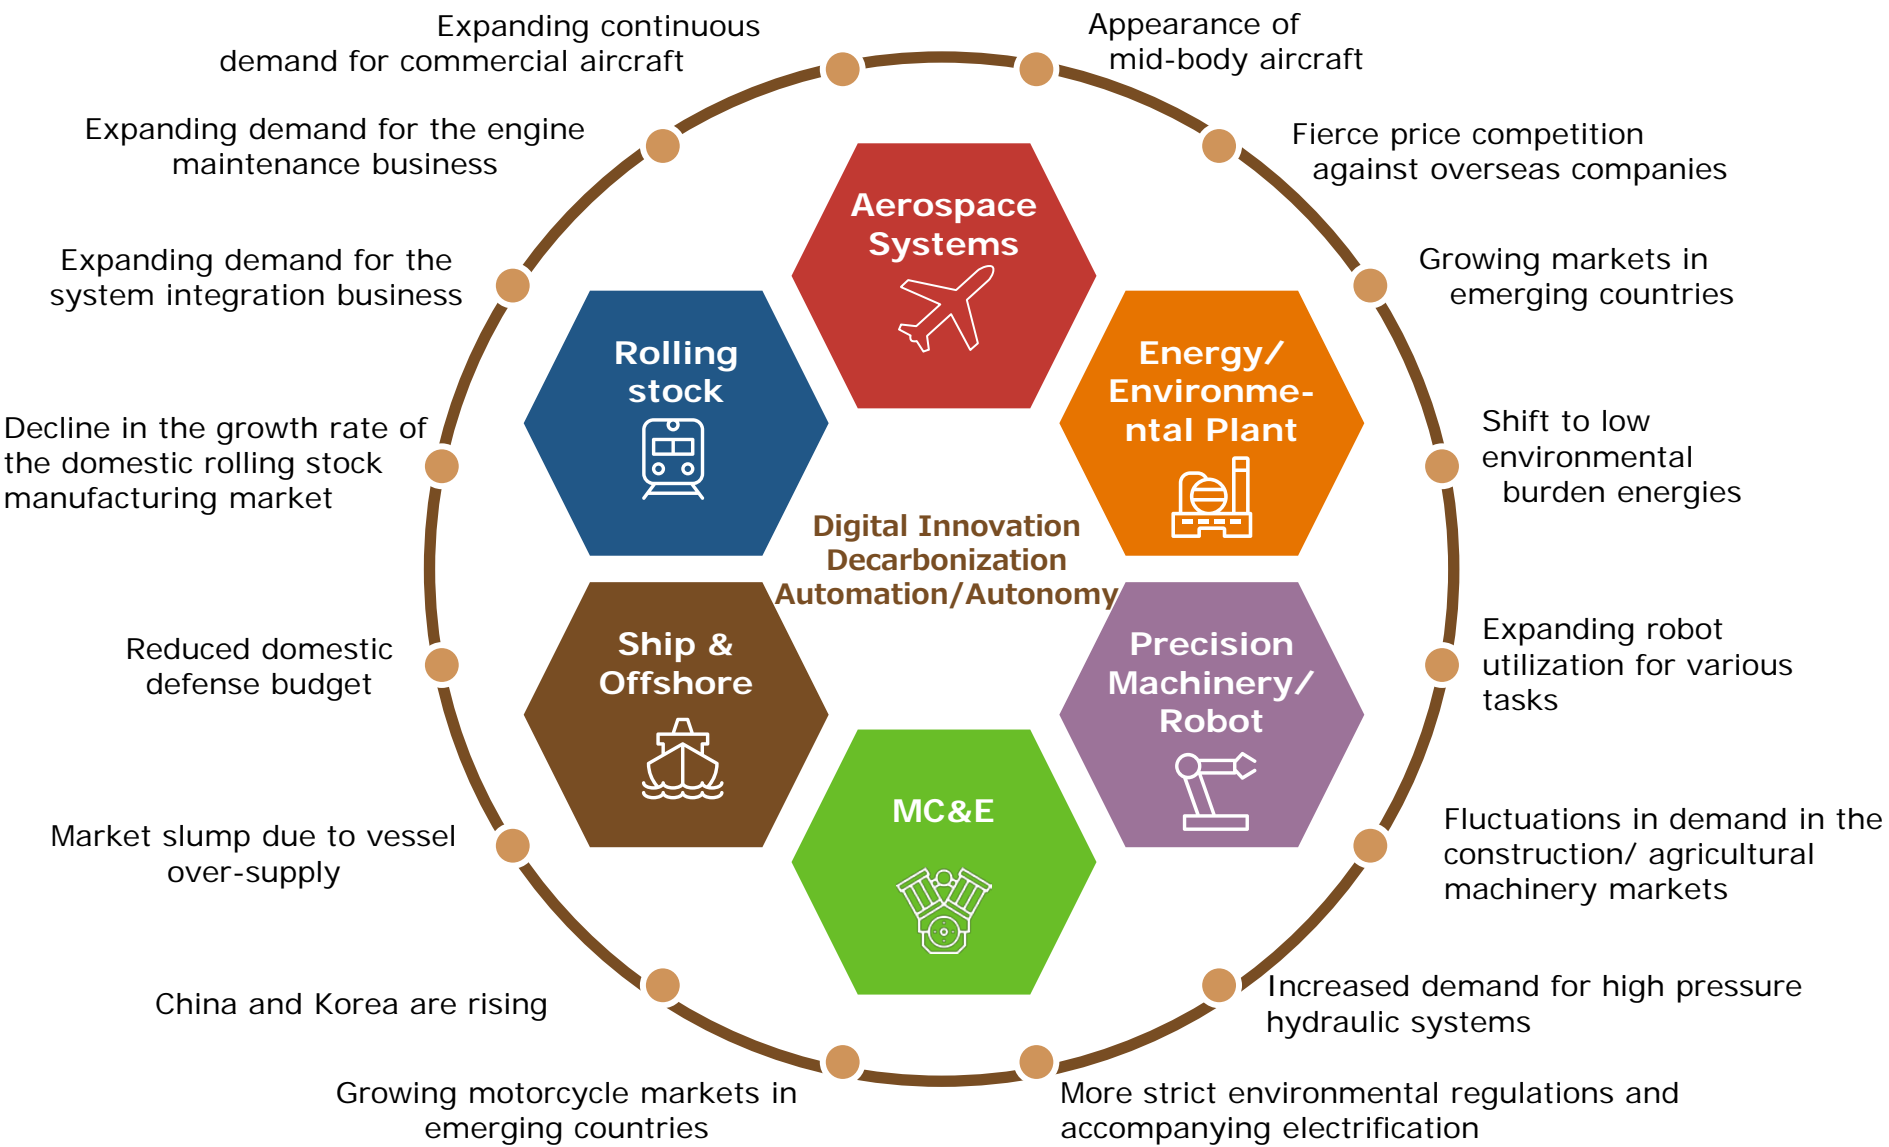 Expanding continuous
demand for commercial aircraft
Appearance of
mid-body aircraft
Expanding demand for the engine
maintenance business
Fierce price competition
against overseas companies
Expanding demand for the
system integration business
Growing markets in
emerging countries
Decline in the growth rate of
the domestic rolling stock
manufacturing market
Shift to low
environmental
burden energies
Reduced domestic
defense budget
Expanding robot
utilization for various
tasks
Market slump due to vessel
over-supply
Fluctuations in demand in the
construction/ agricultural
machinery markets
China and Korea are rising
Increased demand for high pressure
hydraulic systems
Growing motorcycle markets in
emerging countries
More strict environmental regulations and
accompanying electrification
Aerospace
Systems
Rolling
stock
Energy/
Environme-
ntal Plant
Digital Innovation
Decarbonization
Automation/Autonomy
Ship &
Offshore
Precision
Machinery/
Robot
MC&E